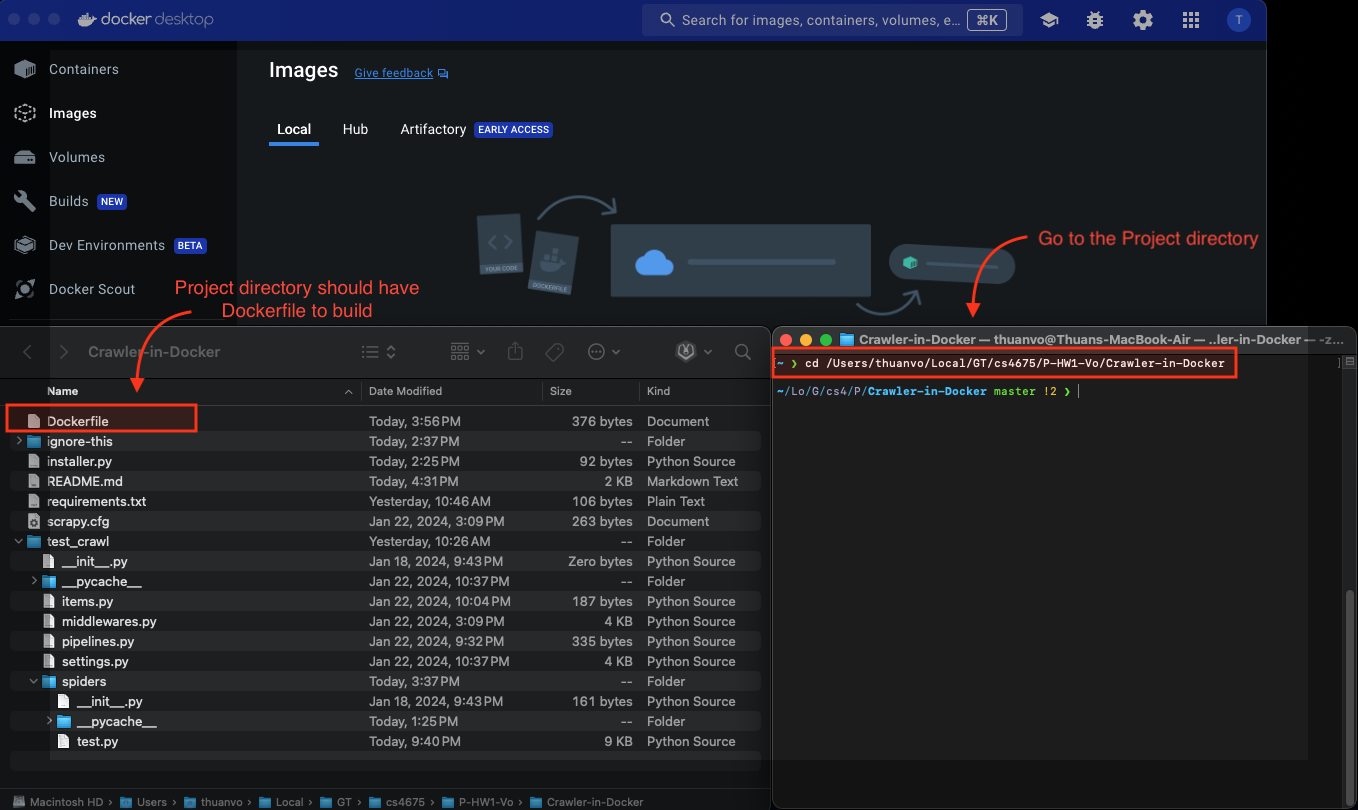 docker desktop
Search for images, containers, volumes, e... ⌘K
T
Containers
Images
Volumes
Builds NEW
Dev Environments BETA
Docker Scout
Images Give feedback
Local Hub Artifactory EARLY ACCESS
YOUR CODE
DOCKERFILE
Go to the Project directory
Project directory should have
Dockerfile to build
Crawler-in-Docker
Name Date Modified Size Kind
Dockerfile Today, 3:56 PM 376 bytes Document
ignore-this Today, 2:37 PM -- Folder
installer.py Today, 2:25 PM 92 bytes Python Source
README.md Today, 4:31 PM 2 KB Markdown Text
requirements.txt Yesterday, 10:46 AM 106 bytes Plain Text
scrapy.cfg Jan 22, 2024, 3:09 PM 263 bytes Document
test_crawl Yesterday, 10:26 AM -- Folder
__init__.py Jan 18, 2024, 9:43 PM Zero bytes Python Source
__pycache__ Jan 22, 2024, 10:37 PM -- Folder
items.py Jan 22, 2024, 10:04 PM 187 bytes Python Source
middlewares.py Jan 22, 2024, 3:09 PM 4 KB Python Source
pipelines.py Jan 22, 2024, 9:32 PM 335 bytes Python Source
settings.py Jan 22, 2024, 10:37 PM 4 KB Python Source
spiders Today, 3:37 PM -- Folder
__init__.py Jan 18, 2024, 9:43 PM 161 bytes Python Source
__pycache__ Today, 1:25 PM -- Folder
test.py Today, 9:40 PM 9 KB Python Source
Macintosh HD › Users › thuanvo › Local › GT › cs4675 › P-HW1-Vo › Crawler-in-Docker
Crawler-in-Docker — thuanvo@Thuans-MacBook-Air — ..ler-in-Docker — -z...
~ ❯ cd /Users/thuanvo/Local/GT/cs4675/P-HW1-Vo/Crawler-in-Docker
~/Lo/G/cs4/P/Crawler-in-Docker master !2 ❯